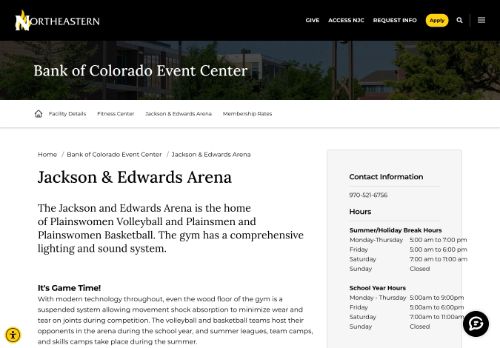 NORTHEASTERN
GIVE ACCESS NJC REQUEST INFO Apply
Bank of Colorado Event Center
Facility Details Fitness Center Jackson & Edwards Arena Membership Rates
Home / Bank of Colorado Event Center / Jackson & Edwards Arena
Jackson & Edwards Arena
The Jackson and Edwards Arena is the home
of Plainswomen Volleyball and Plainsmen and
Plainswomen Basketball. The gym has a comprehensive
lighting and sound system.
It's Game Time!
With modern technology throughout, even the wood floor of the gym is a
suspended system allowing movement shock absorption to minimize wear and
tear on joints during competition. The volleyball and basketball teams host their
opponents in the arena during the school year, and summer leagues, team camps,
and skills camps take place during the summer.
Contact Information
970-521-6756
Hours
Summer/Holiday Break Hours
Monday-Thursday 5:00 am to 7:00 pm
Friday 5:00 am to 6:00 pm
Saturday 7:00 am to 11:00 am
Sunday Closed
School Year Hours
Monday - Thursday 5:00am to 9:00pm
Friday 5:00am to 6:00pm
Saturday 7:00am to 11:00am
Sunday Closed